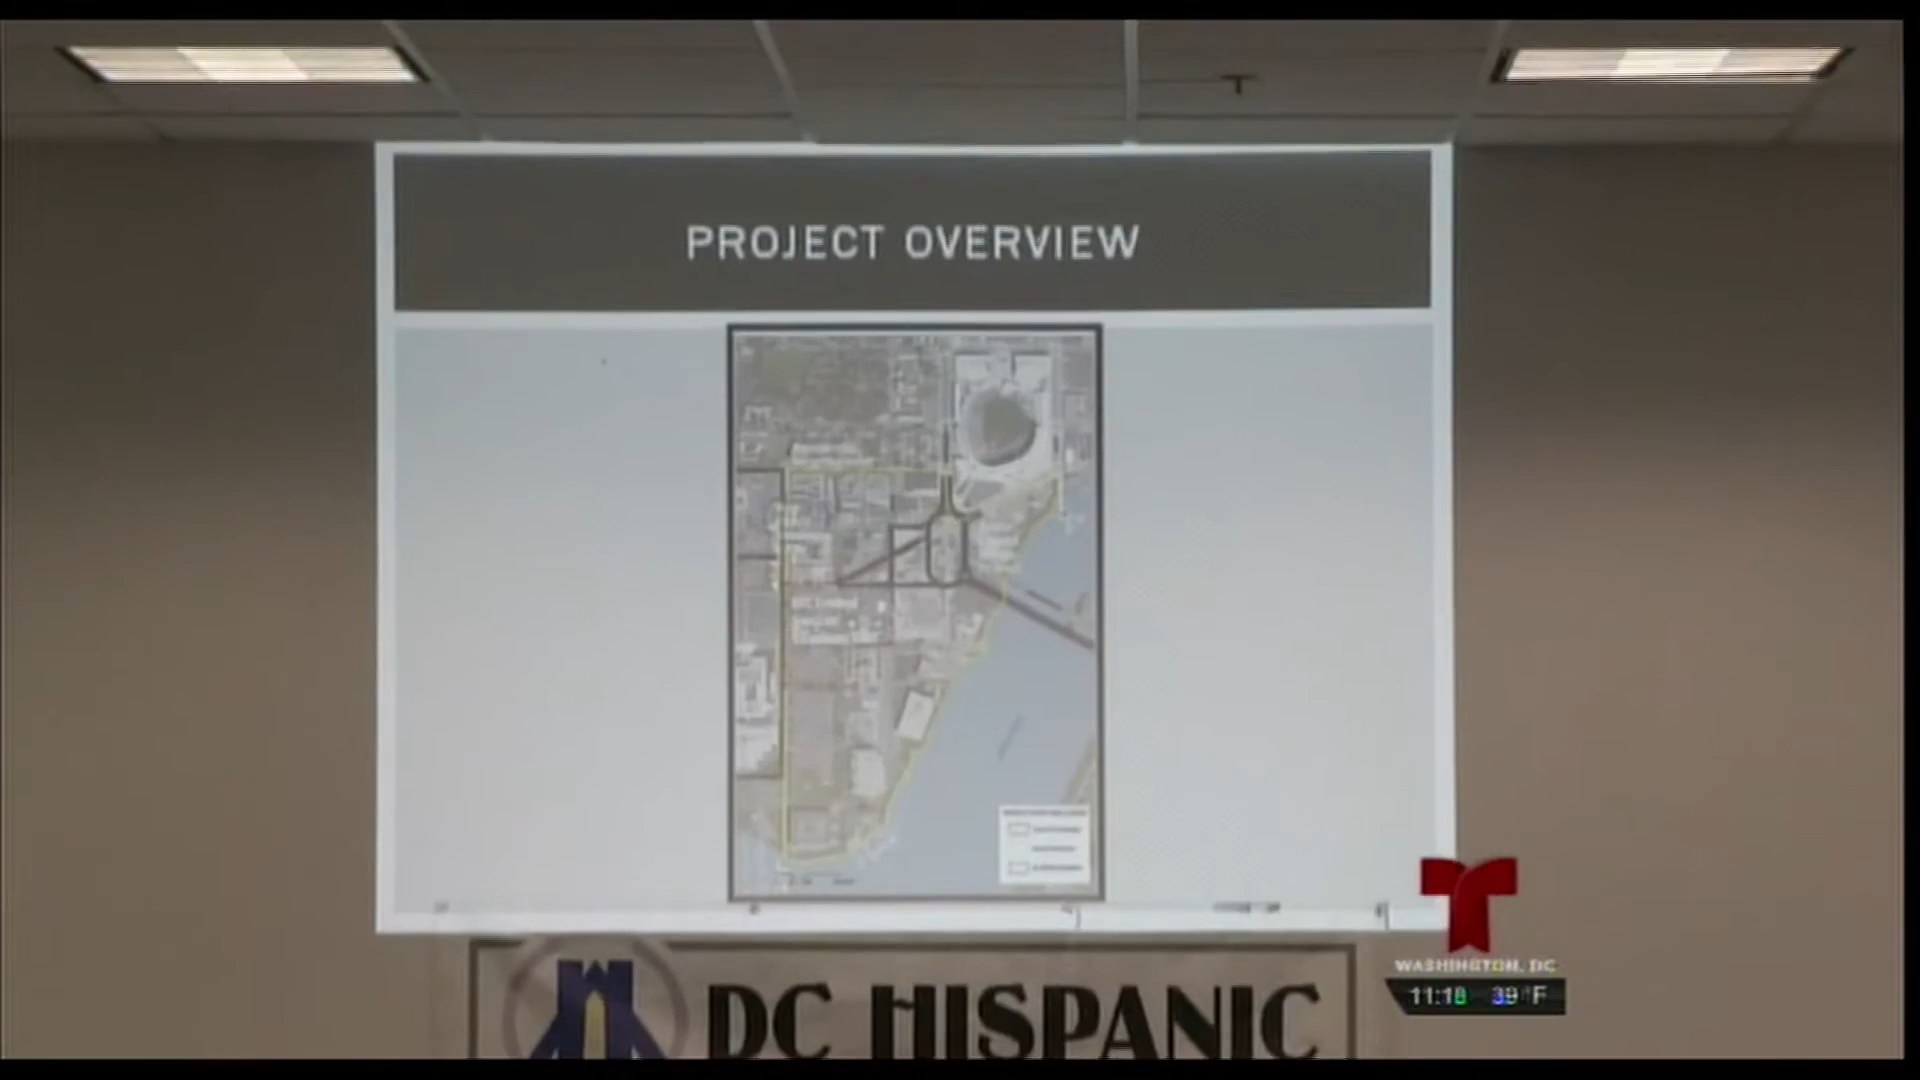 PROJECT OVERVIEW
DC HISPANIC
WASHINGTON, DC
11:18 39°F